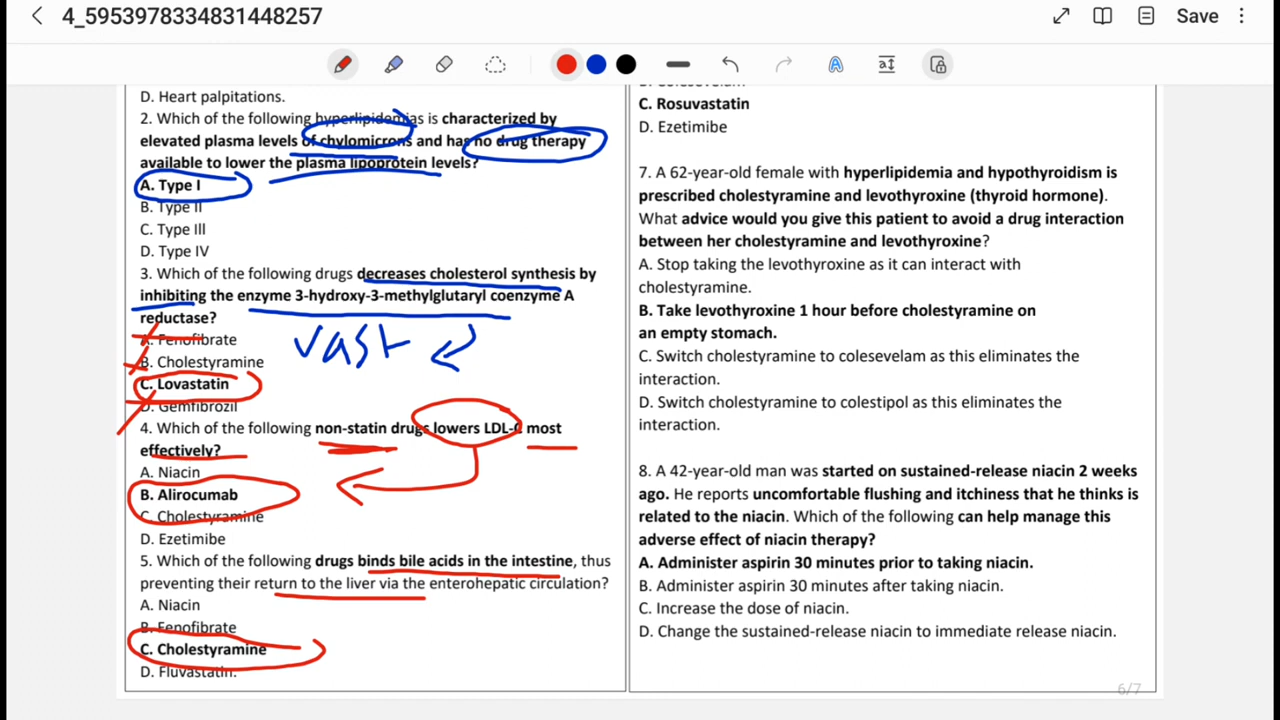 4_5953978334831448257
Save
D. Heart palpitations.
2. Which of the following hyperlipidemias is characterized by
elevated plasma levels of chylomicrons and has no drug therapy
available to lower the plasma lipoprotein levels?
A. Type I
B. Type II
C. Type III
D. Type IV
3. Which of the following drugs decreases cholesterol synthesis by
inhibiting the enzyme 3-hydroxy-3-methylglutaryl coenzyme A
reductase?
A. Fenofibrate
B. Cholestyramine
C. Lovastatin
D. Gemfibrozil
vast
4. Which of the following non-statin drugs lowers LDL-C most
effectively?
A. Niacin
B. Alirocumab
C. Cholestyramine
D. Ezetimibe
5. Which of the following drugs binds bile acids in the intestine, thus
preventing their return to the liver via the enterohepatic circulation?
A. Niacin
B. Fenofibrate
C. Cholestyramine
D. Fluvastatin.
C. Rosuvastatin
D. Ezetimibe
7. A 62-year-old female with hyperlipidemia and hypothyroidism is
prescribed cholestyramine and levothyroxine (thyroid hormone).
What advice would you give this patient to avoid a drug interaction
between her cholestyramine and levothyroxine?
A. Stop taking the levothyroxine as it can interact with
cholestyramine.
B. Take levothyroxine 1 hour before cholestyramine on
an empty stomach.
C. Switch cholestyramine to colesevelam as this eliminates the
interaction.
D. Switch cholestyramine to colestipol as this eliminates the
interaction.
8. A 42-year-old man was started on sustained-release niacin 2 weeks
ago. He reports uncomfortable flushing and itchiness that he thinks is
related to the niacin. Which of the following can help manage this
adverse effect of niacin therapy?
A. Administer aspirin 30 minutes prior to taking niacin.
B. Administer aspirin 30 minutes after taking niacin.
C. Increase the dose of niacin.
D. Change the sustained-release niacin to immediate release niacin.
6/7